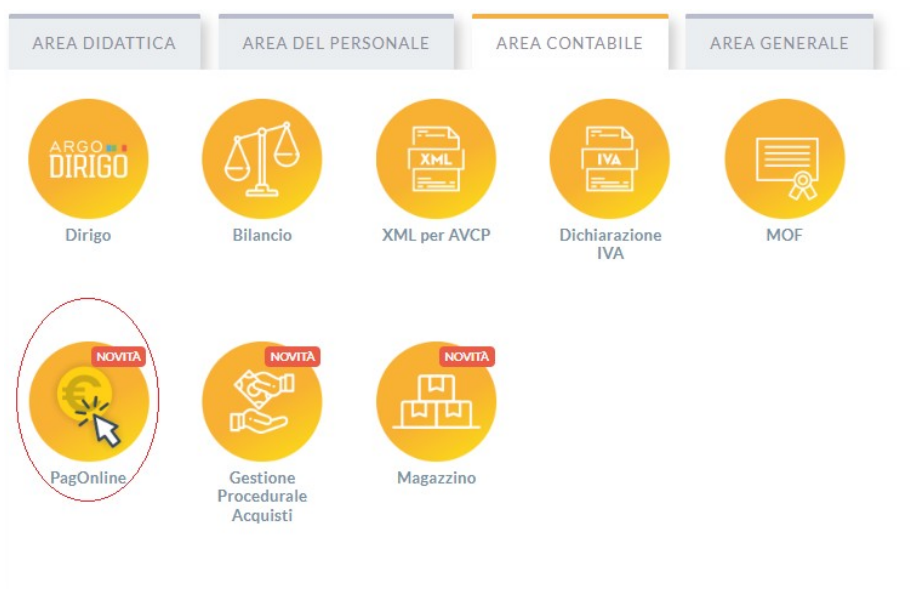 AREA DIDATTICA
AREA DEL PERSONALE
AREA CONTABILE
AREA GENERALE
ARGO
DIRIGO
XML
IVA
Dirigo
Bilancio
XML per AVCP
Dichiarazione
IVA
MOF
NOVITÀ
NOVITÀ
NOVITÀ
€
PagOnline
Gestione
Procedurale
Acquisti
Magazzino